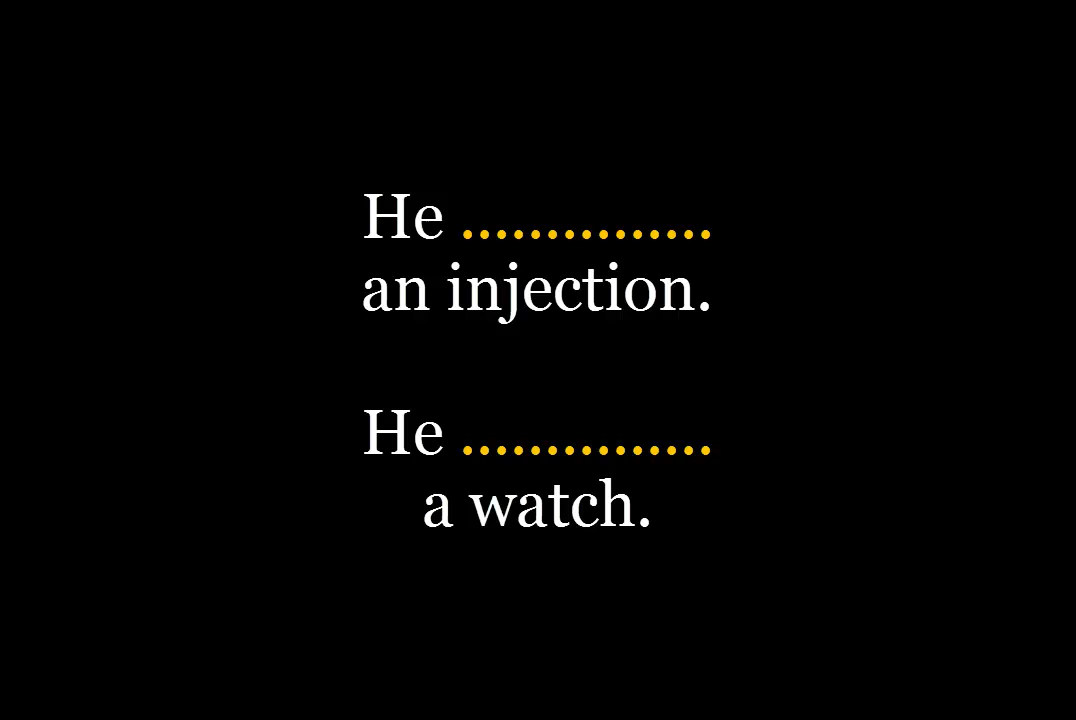 He ...............
an injection.
He ...............
a watch.